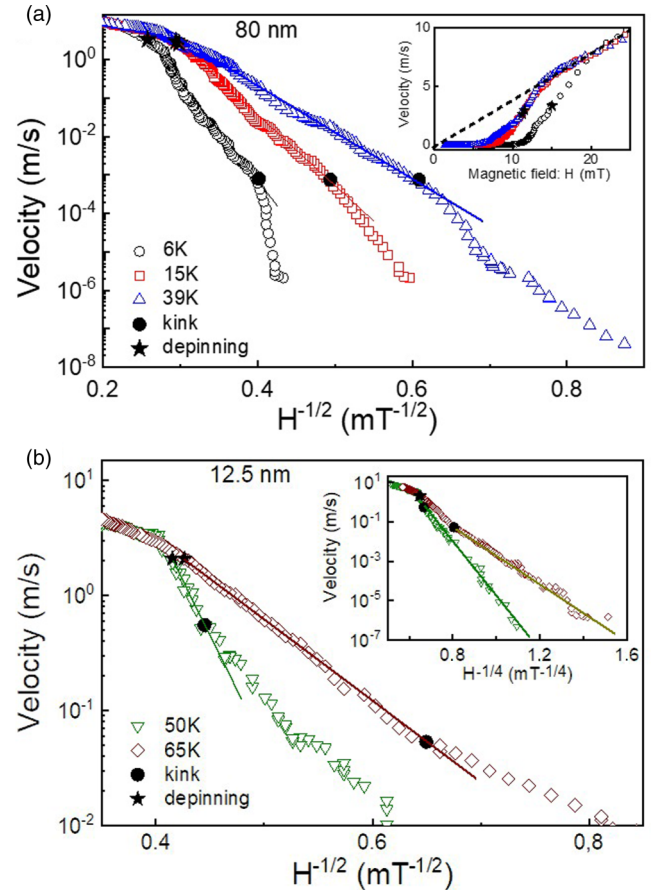 (a)
80 nm
Velocity (m/s)
10^0
10^-2
10^-4
10^-6
10^-8
0.2
0.4
0.6
0.8
H^-1/2 (mT^-1/2)
6K
15K
39K
kink
depinning
Velocity (m/s)
10
5
0
0
10
20
Magnetic field: H (mT)
(b)
12.5 nm
Velocity (m/s)
10^1
10^0
10^-1
10^-2
0.4
0.6
0,8
H^-1/2 (mT^-1/2)
50K
65K
kink
depinning
Velocity (m/s)
10^1
10^-1
10^-3
10^-5
10^-7
0.8
1.2
1.6
H^-1/4 (mT^-1/4)